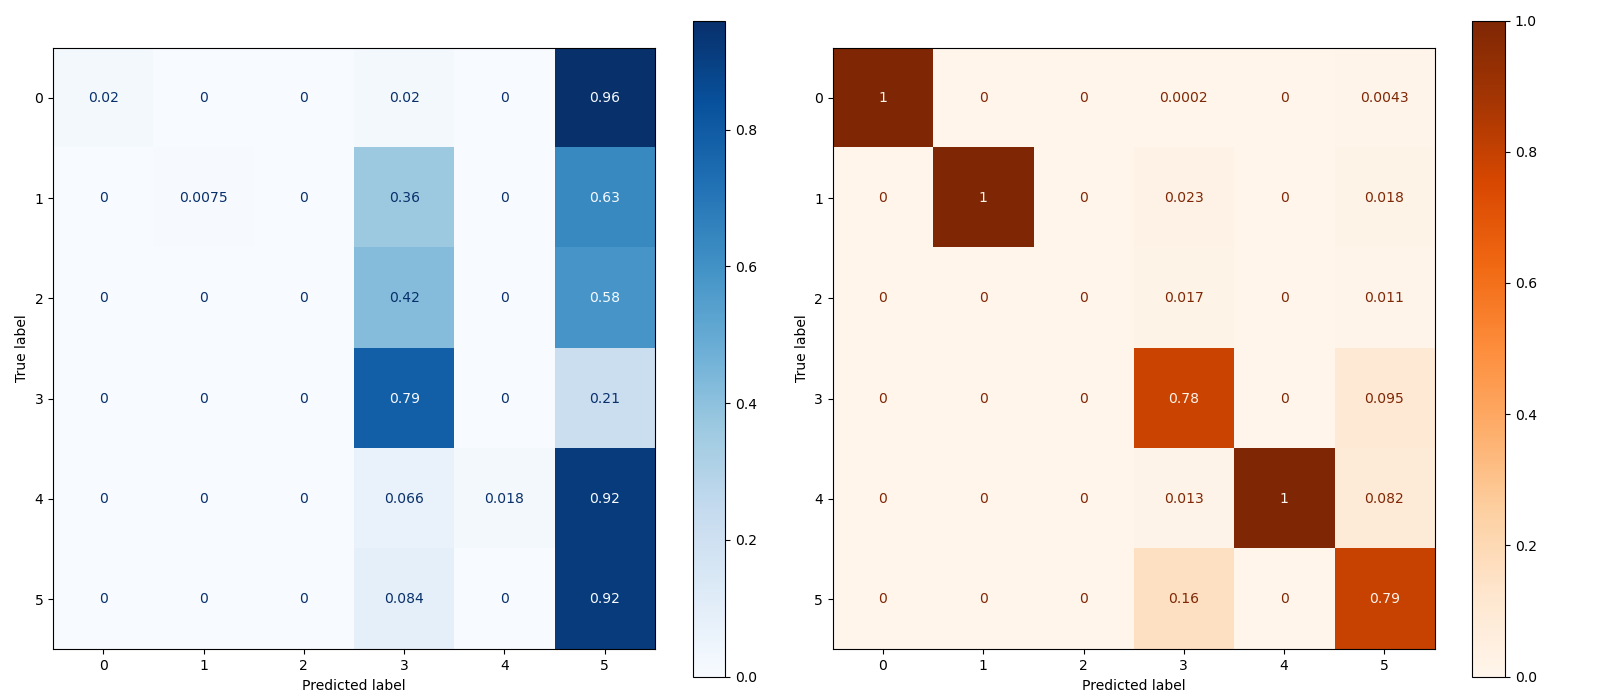 0 0.02 0 0 0.02 0 0.96
1 0 0.0075 0 0.36 0 0.63
2 0 0 0 0.42 0 0.58
3 0 0 0 0.79 0 0.21
4 0 0 0 0.066 0.018 0.92
5 0 0 0 0.084 0 0.92
0 1 2 3 4 5
Predicted label
True label
0.8
0.6
0.4
0.2
0.0
0 1 0 0 0.0002 0 0.0043
1 0 1 0 0.023 0 0.018
2 0 0 0 0.017 0 0.011
3 0 0 0 0.78 0 0.095
4 0 0 0 0.013 1 0.082
5 0 0 0 0.16 0 0.79
0 1 2 3 4 5
Predicted label
True label
1.0
0.8
0.6
0.4
0.2
0.0